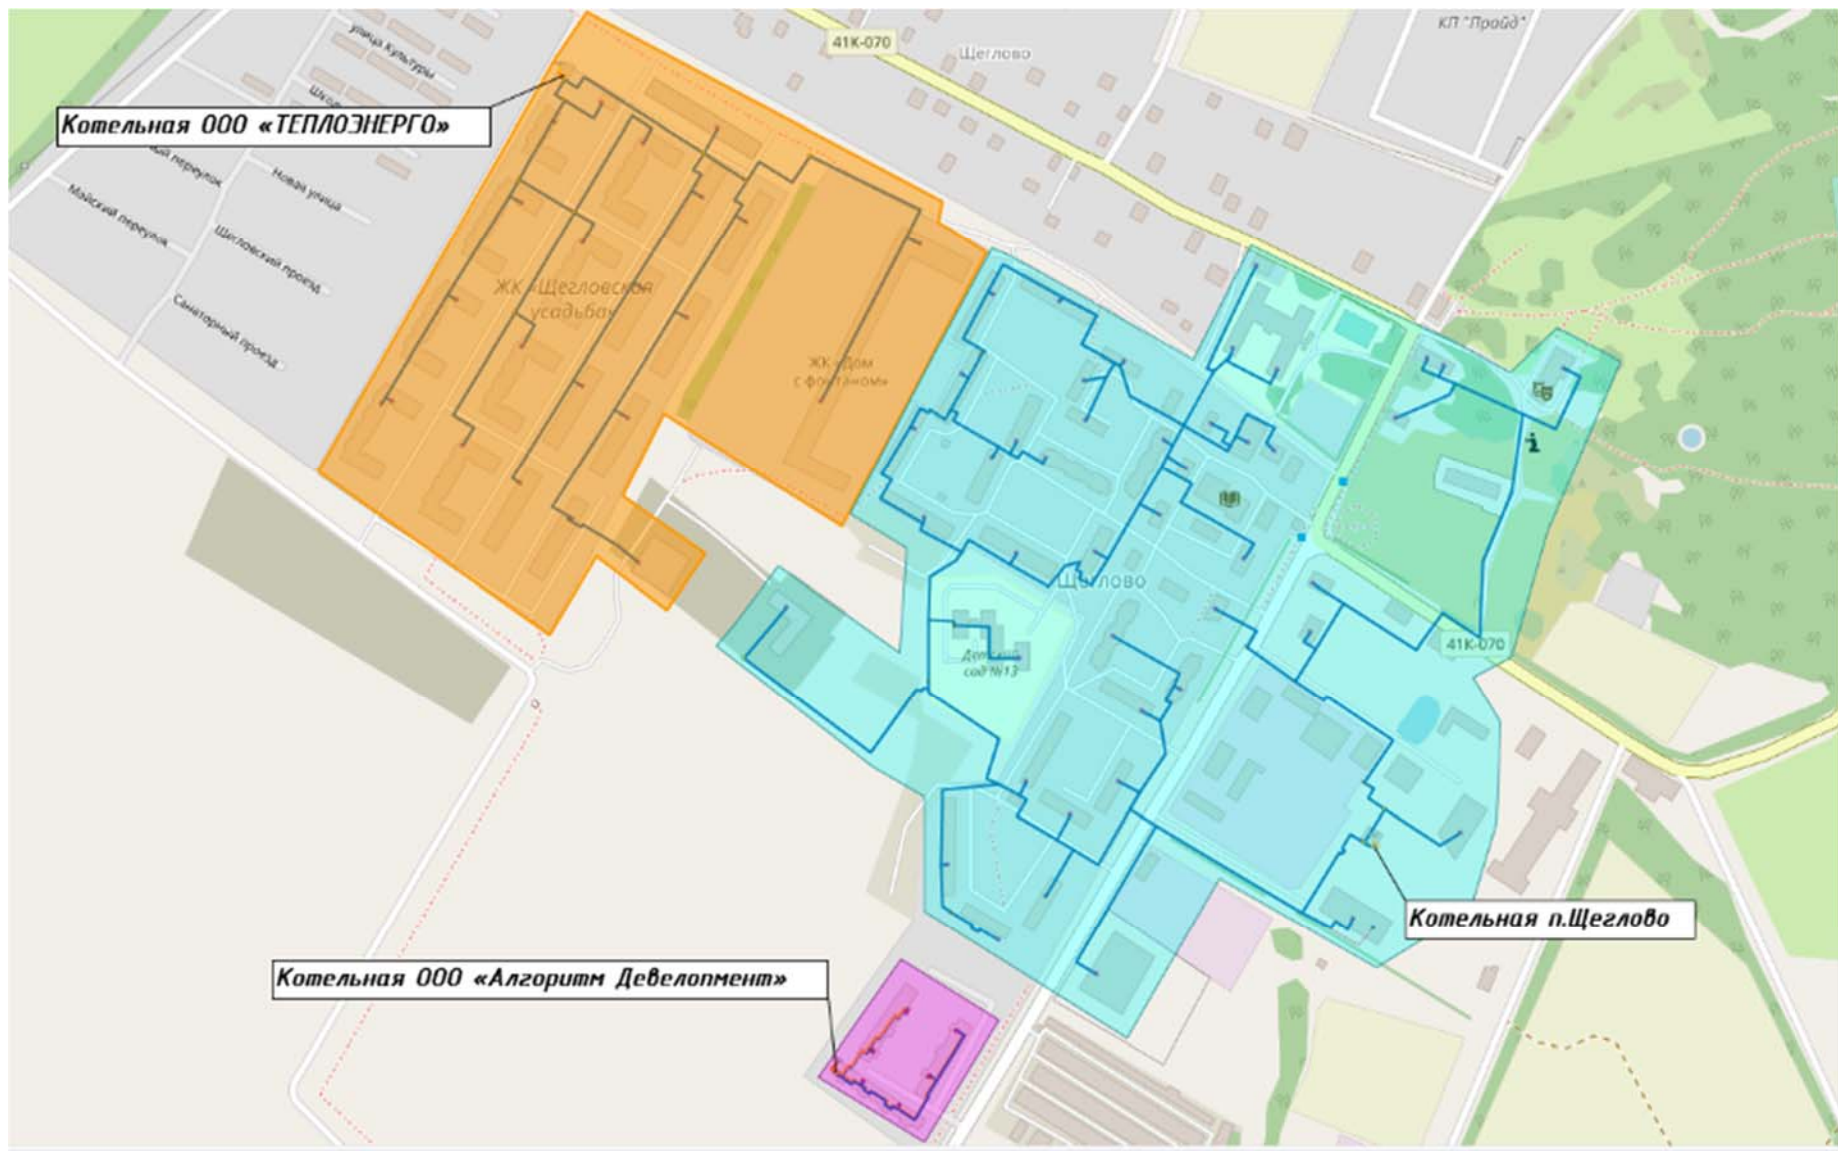 41К-070
КП "Прайд"
Щеглово
улица Культуры
Котельная ООО «ТЕПЛОЭНЕРГО»
переулок
Новая улица
Майский переулок
Щегловский проезд
ЖК «Щегловская
усадьба»
Санаторный проезд
ЖК «Дом
с фонтаном»
Щеглово
Детский
сад №13
41К-070
Котельная п.Щеглово
Котельная ООО «Алгоритм Девелопмент»